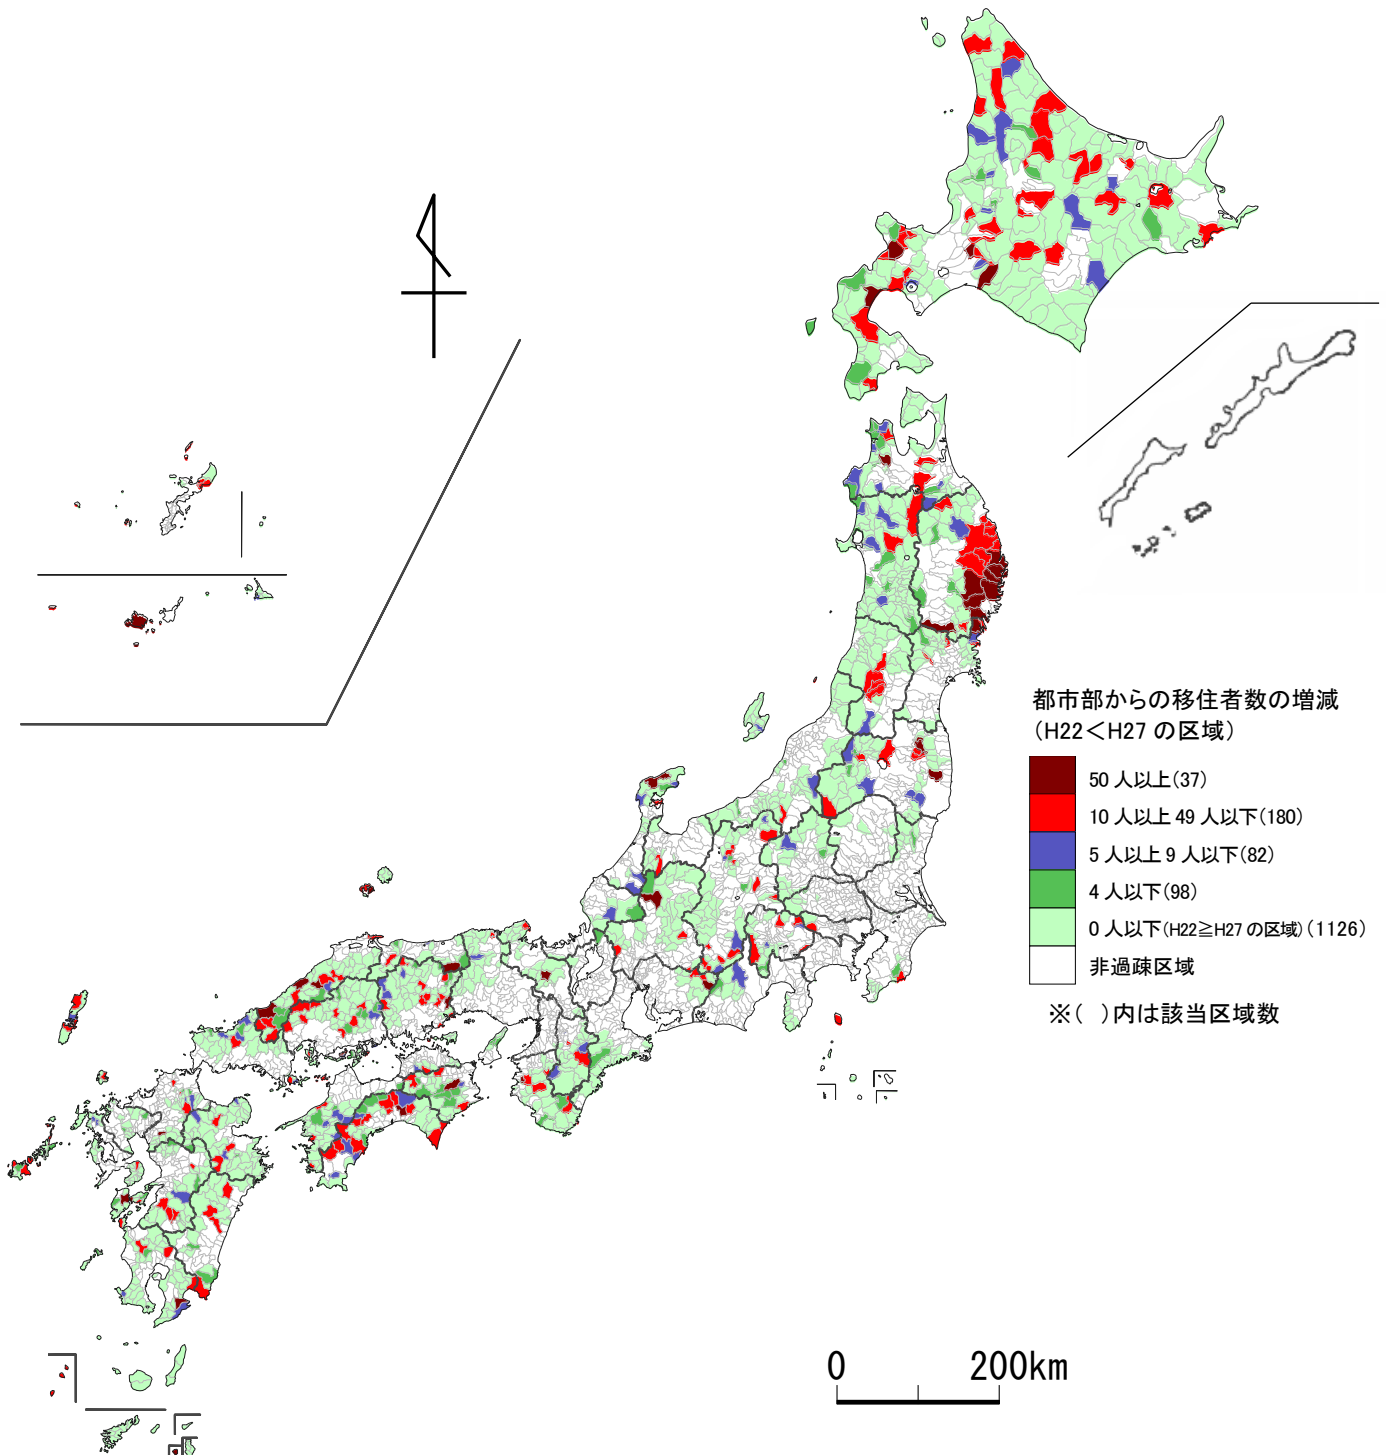 都市部からの移住者数の増減
（H22＜H27 の区域）
50 人以上(37)
10 人以上 49 人以下(180)
5 人以上 9 人以下(82)
4 人以下(98)
0 人以下(H22≧H27 の区域)(1126)
非過疎区域
※(　)内は該当区域数
0 200km